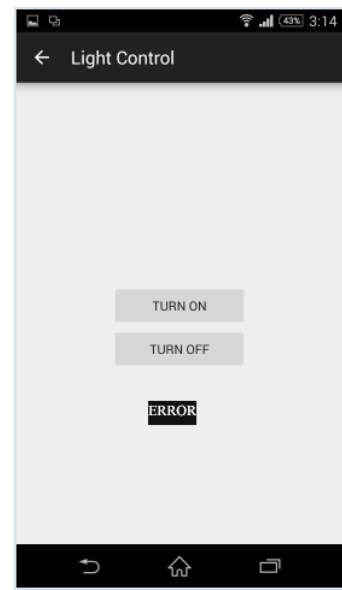 43% 3:14
Light Control
TURN ON
TURN OFF
ERROR